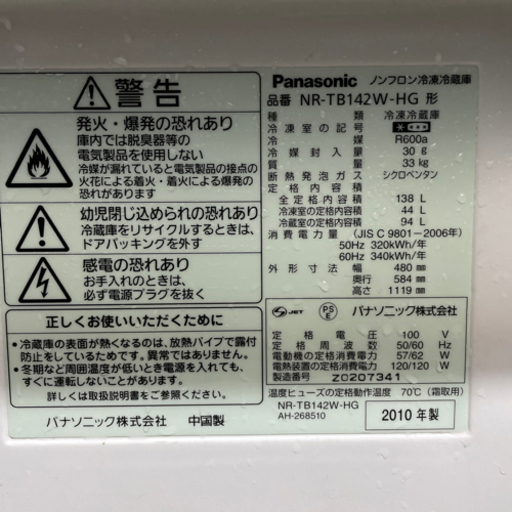 警告
発火・爆発の恐れあり
庫内では脱臭器等の
電気製品を使用しない
冷媒が漏れていると電気製品の接点の
火花による着火・着火による爆発の
恐れがあります
幼児閉じ込められの恐れあり
冷蔵庫をリサイクルするときは、
ドアパッキングを外す
感電の恐れあり
お手入れのときは、
必ず電源プラグを抜く
正しくお使いいただくために
●冷蔵庫の表面が熱くなるのは、放熱パイプで露付
防止をしているためです。異常ではありません。
●冬期など周囲温度が低いとき電源を入れても、
すぐに運転しないことがあります。
詳しくは取扱説明書をご参照ください。
パナソニック株式会社 中国製
Panasonic ノンフロン冷凍冷蔵庫
品番 NR-TB142W-HG 形
種類 冷凍冷蔵庫
冷凍室の記号
冷媒 R600a
冷媒封入量 30 g
質量 33 kg
断熱発泡ガス シクロペンタン
定格内容積
全定格内容積 138 L
冷凍室の定格内容積 44 L
冷蔵室の定格内容積 94 L
消費電力量 (JIS C 9801-2006年)
50Hz 320kWh/年
60Hz 340kWh/年
外形寸法 幅 480 mm
奥行 584 mm
高さ 1119 mm
JET PS E パナソニック株式会社
定格電圧 100 V
定格周波数 50/60 Hz
電動機の定格消費電力 57/62 W
電熱装置の定格消費電力 120/120 W
製造番号 Z0207341
温度ヒューズの定格動作温度 70℃ (霜取用)
NR-TB142W-HG
AH-268510
2010年製